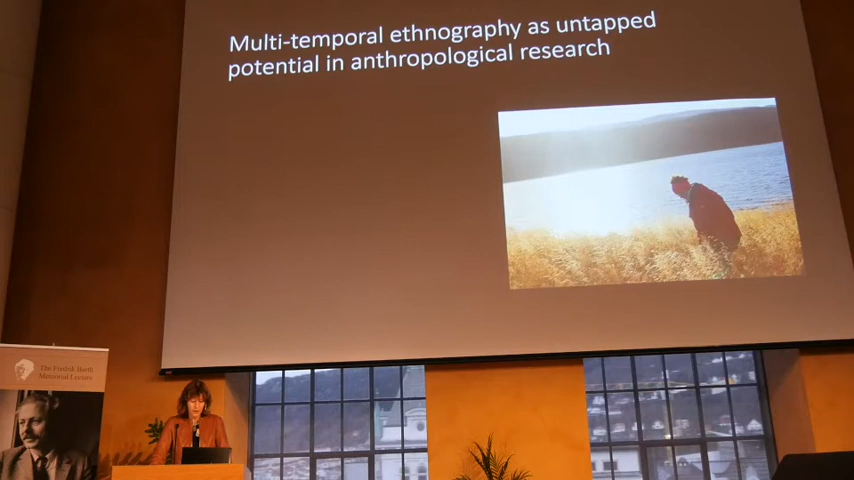 Multi-temporal ethnography as untapped
potential in anthropological research
The Fredrik Barth
Memorial Lecture